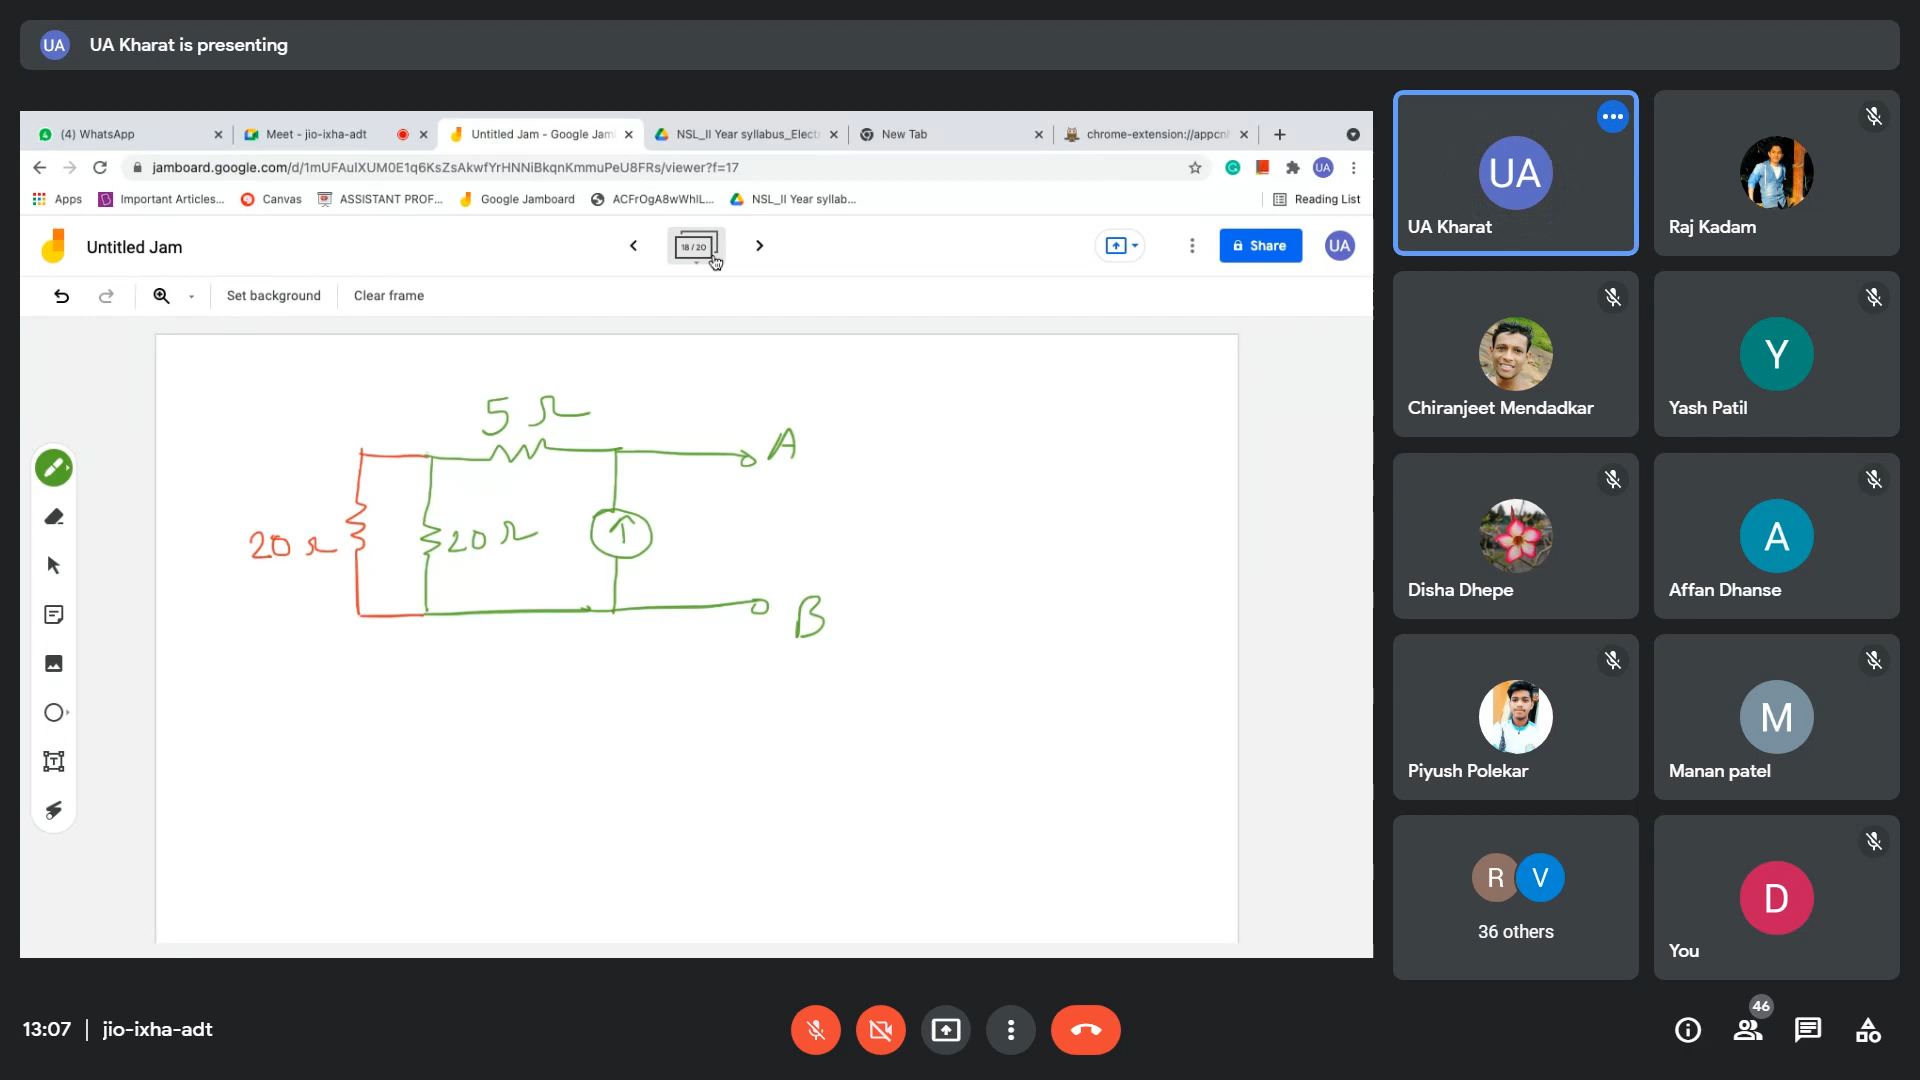 UA UA Kharat is presenting
(4) WhatsApp
Meet - jio-ixha-adt
Untitled Jam - Google Jam
NSL_II Year syllabus_Elect
New Tab
chrome-extension://appcn
jamboard.google.com/d/1mUFAulXUM0E1q6KsZsAkwfYrHNNiBkqnKmmuPeU8FRs/viewer?f=17
UA
Apps
Important Articles...
Canvas
ASSISTANT PROF...
Google Jamboard
ACFrOgA8wWhIL...
NSL_II Year syllab...
Reading List
Untitled Jam
18 / 20
Share
UA
Set background
Clear frame
5 Ω
A
20 Ω
20 Ω
B
UA
UA Kharat
Raj Kadam
Chiranjeet Mendadkar
Y
Yash Patil
Disha Dhepe
A
Affan Dhanse
Piyush Polekar
M
Manan patel
R V
36 others
D
You
13:07 | jio-ixha-adt
46